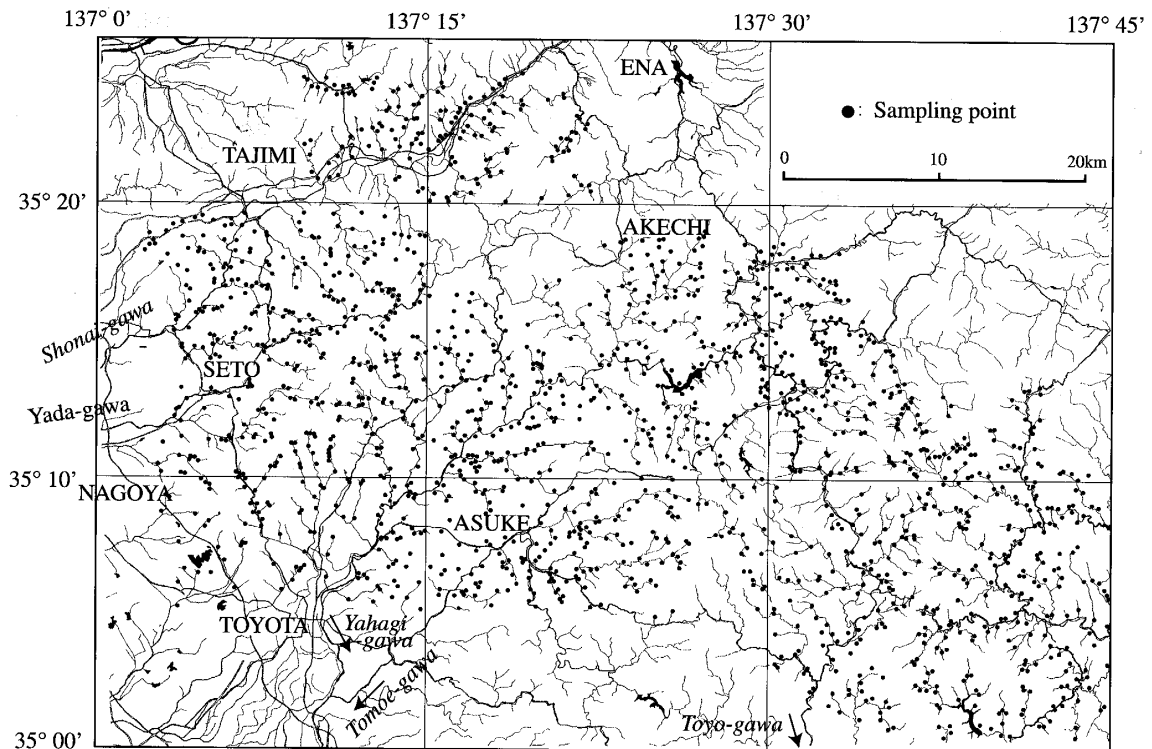 137° 0’ 137° 15’ 137° 30’ 137° 45’
ENA
●: Sampling point
TAJIMI
0 10 20km
35° 20’
AKECHI
Shonai-gawa
SETO
Yada-gawa
35° 10’
NAGOYA
ASUKE
TOYOTA
Yahagi
-gawa
Tomoe-gawa
Toyo-gawa
35° 00’